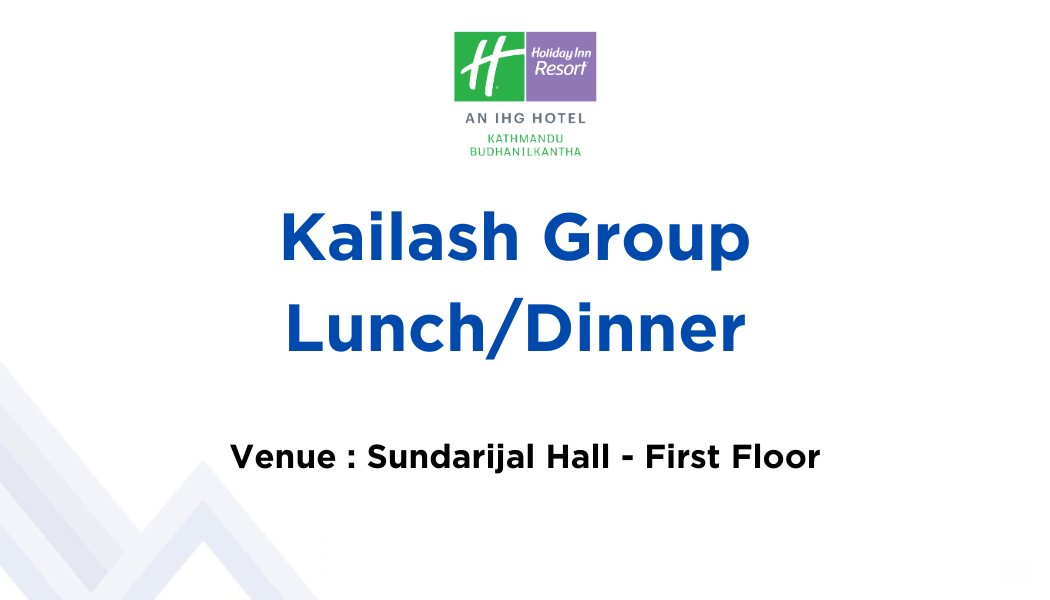 Holiday Inn
Resort
AN IHG HOTEL
KATHMANDU
BUDHANILKANTHA
Kailash Group
Lunch/Dinner
Venue : Sundarijal Hall - First Floor